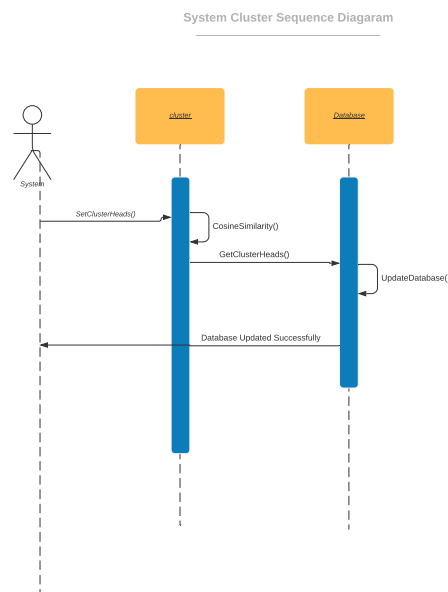 System Cluster Sequence Diagaram
cluster
Database
System
SetClusterHeads()
CosineSimilarity()
GetClusterHeads()
UpdateDatabase()
Database Updated Successfully